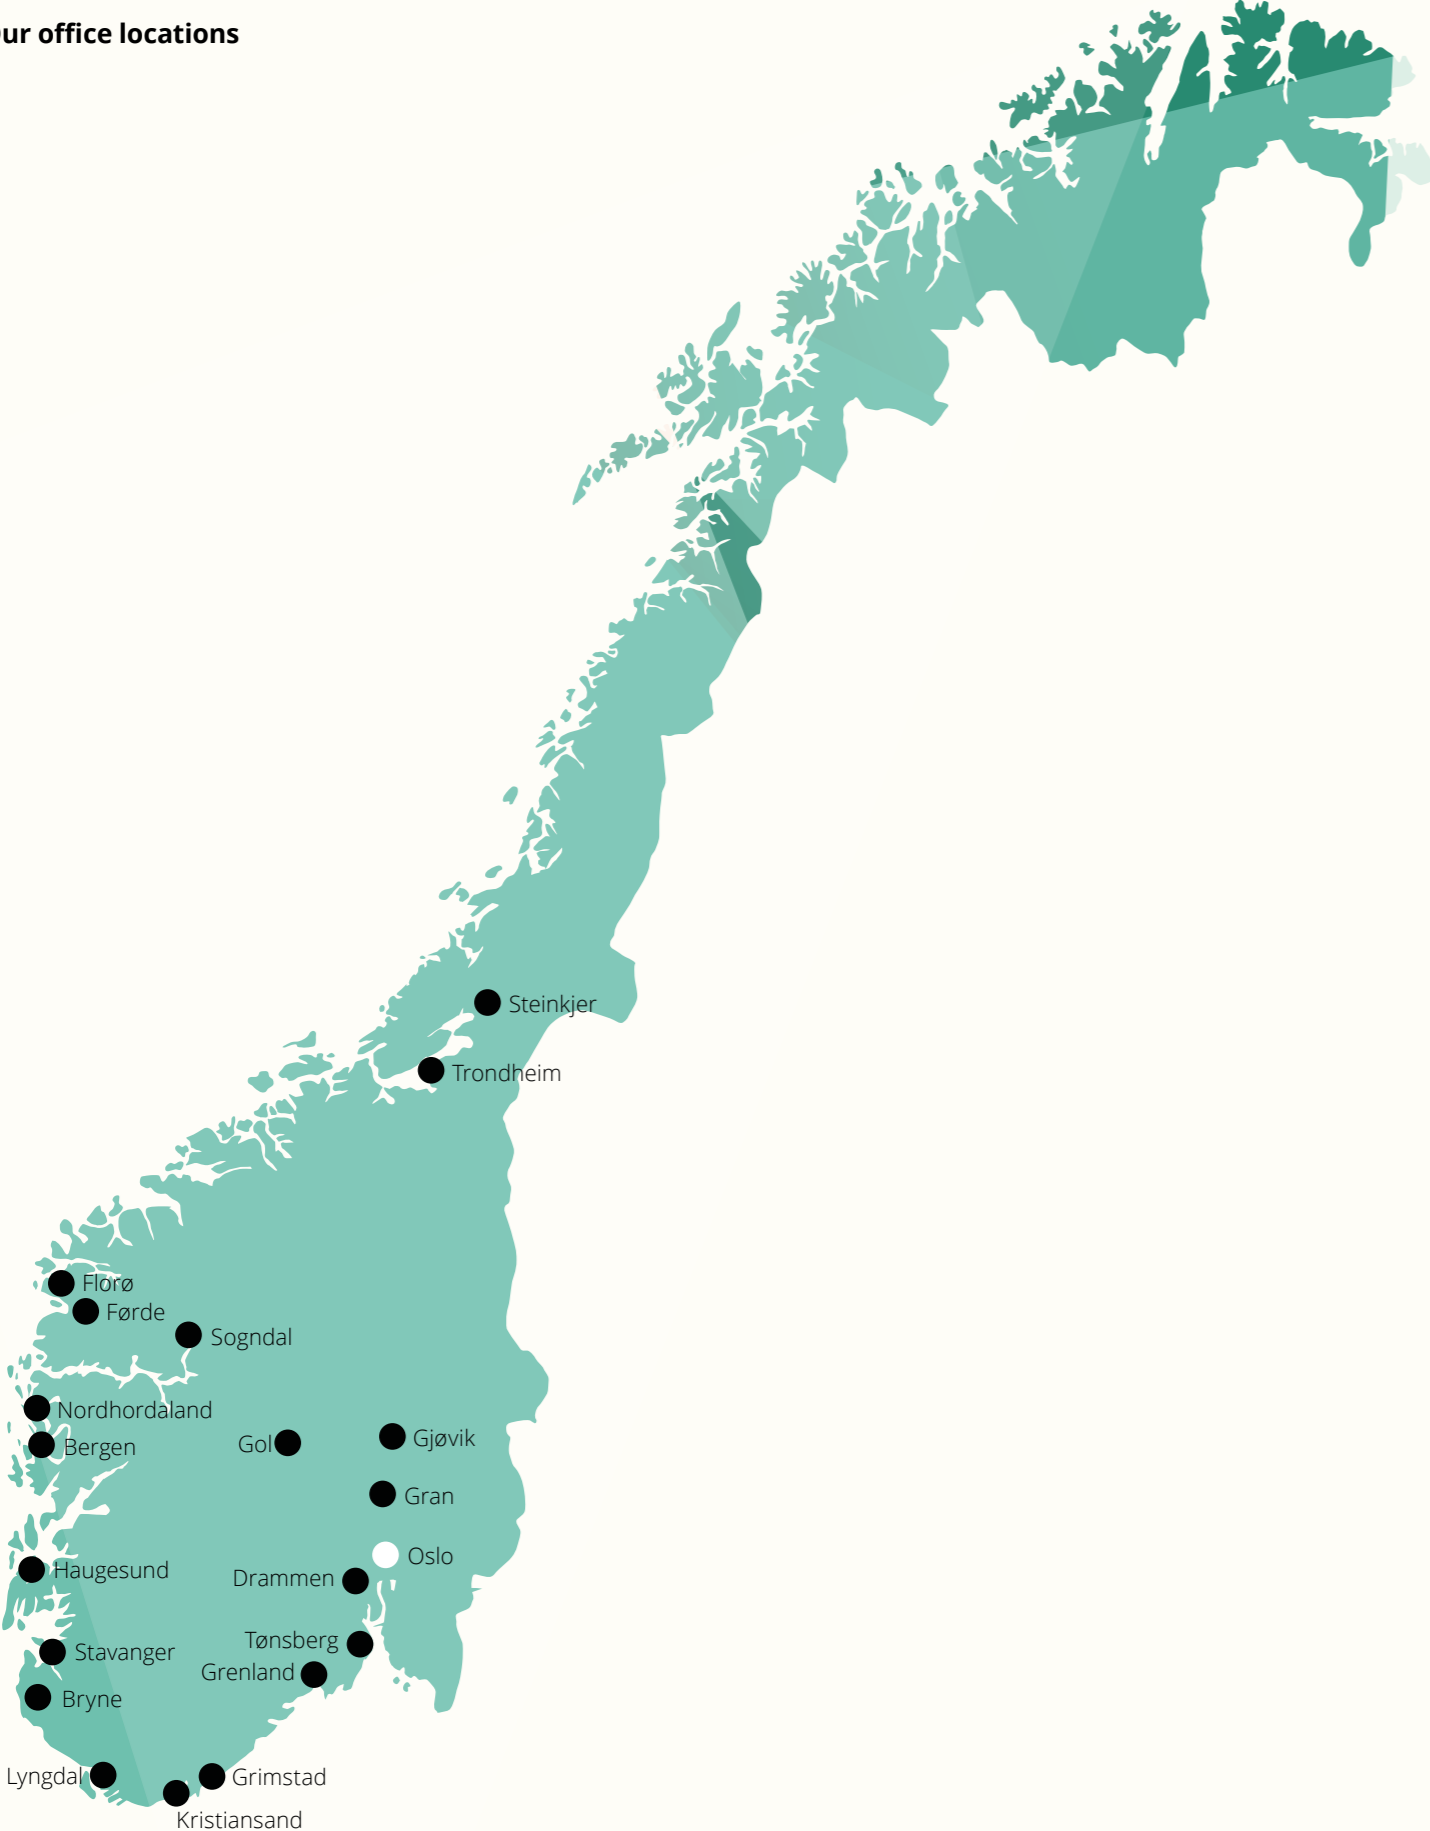 ur office locations
Steinkjer
Trondheim
Florø
Førde
Sogndal
Nordhordaland
Bergen
Gol
Gjøvik
Gran
Oslo
Haugesund
Drammen
Tønsberg
Stavanger
Grenland
Bryne
Lyngdal
Grimstad
Kristiansand